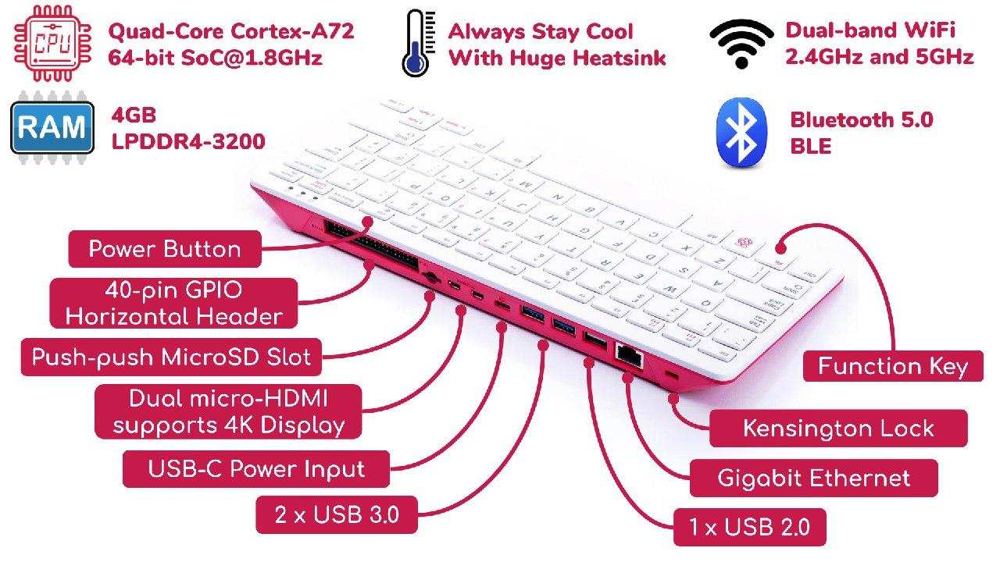 CPU
Quad-Core Cortex-A72
64-bit SoC@1.8GHz
Always Stay Cool
With Huge Heatsink
Dual-band WiFi
2.4GHz and 5GHz
RAM
4GB
LPDDR4-3200
Bluetooth 5.0
BLE
Power Button
40-pin GPIO
Horizontal Header
Push-push MicroSD Slot
Dual micro-HDMI
supports 4K Display
USB-C Power Input
2 x USB 3.0
Function Key
Kensington Lock
Gigabit Ethernet
1 x USB 2.0